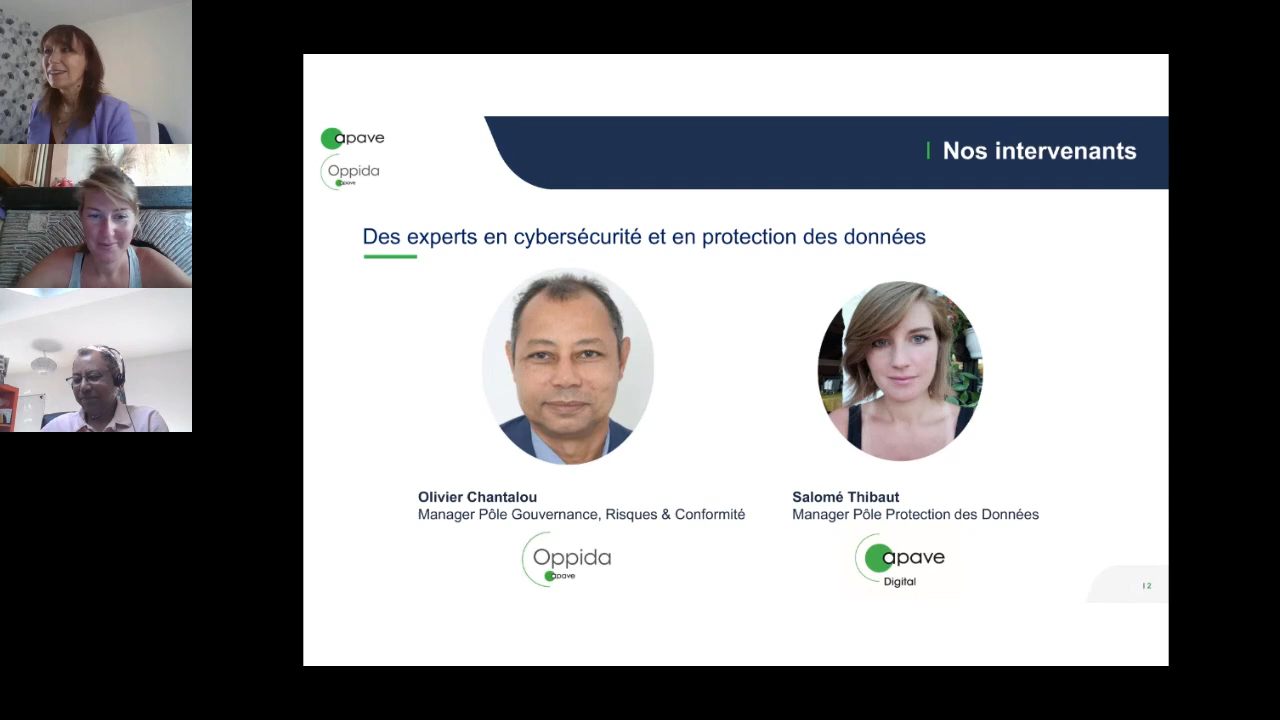 apave
Oppida
apave
Nos intervenants
Des experts en cybersécurité et en protection des données
Olivier Chantalou
Manager Pôle Gouvernance, Risques & Conformité
Salomé Thibaut
Manager Pôle Protection des Données
Oppida
apave
apave
Digital
2